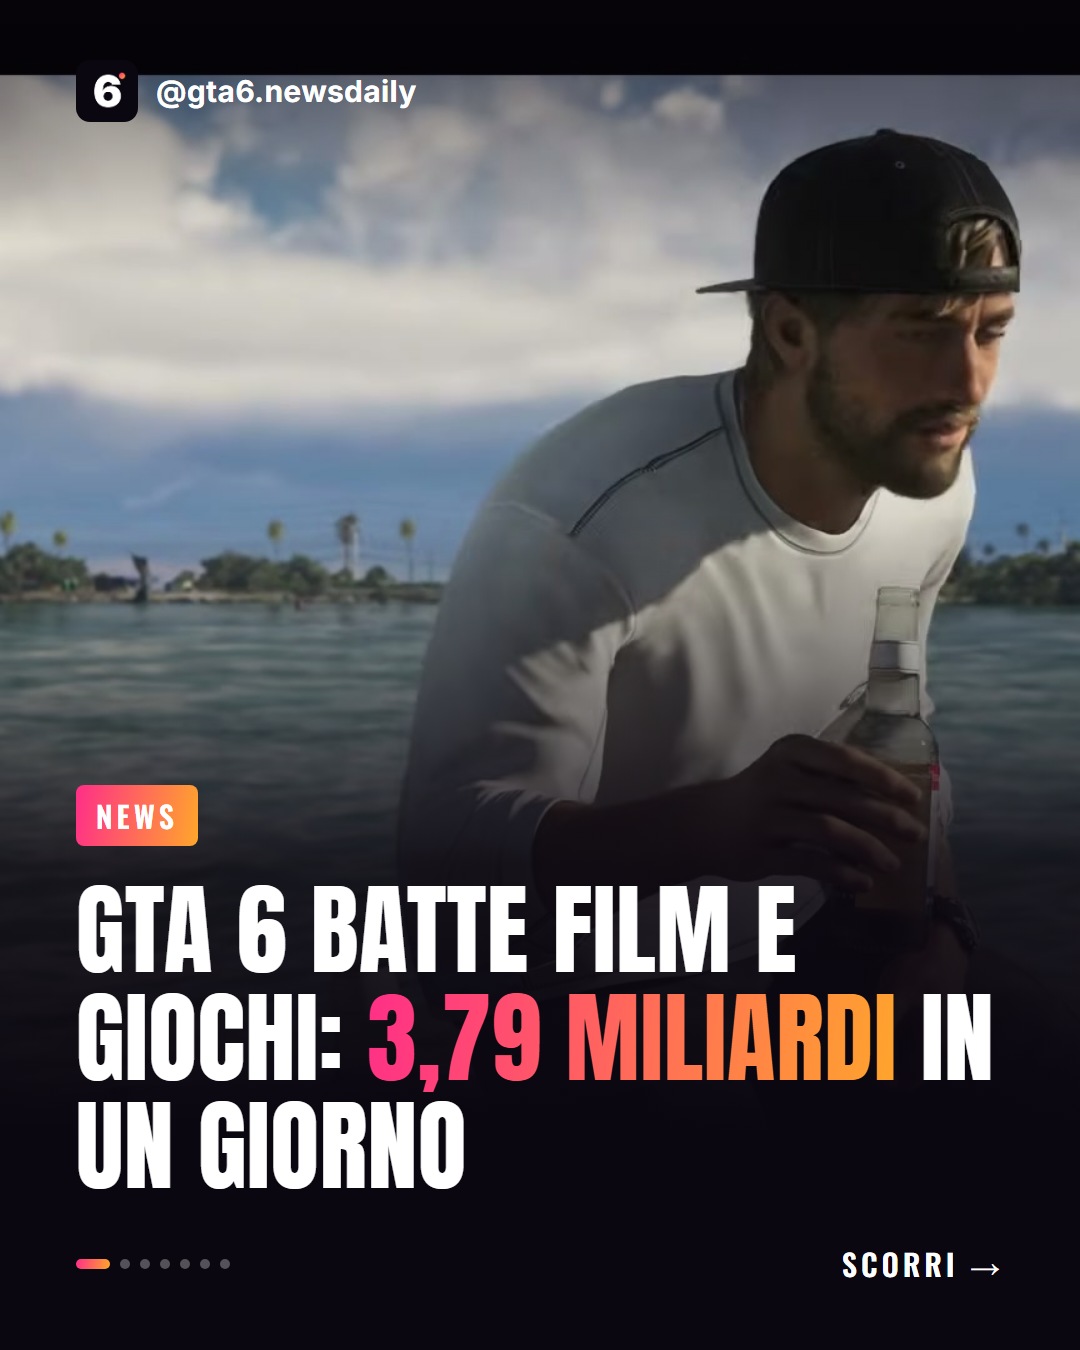 6
@gta6.newsdaily
NEWS
GTA 6 BATTE FILM E
GIOCHI: 3,79 MILIARDI IN
UN GIORNO
SCORRI →